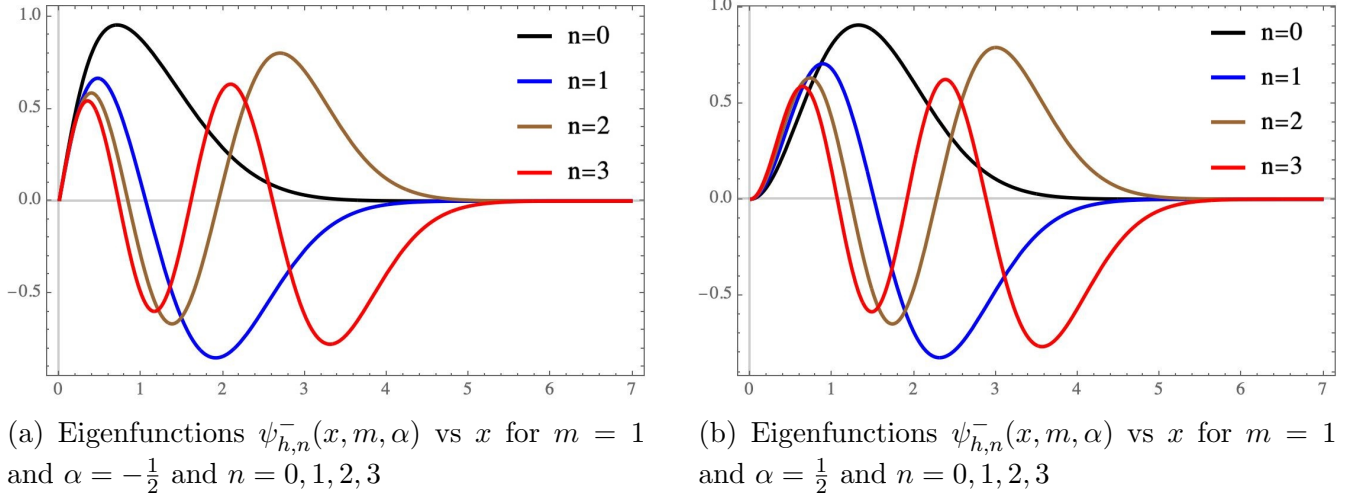 1.0
0.5
0.0
−0.5
0 1 2 3 4 5 6 7
n=0
n=1
n=2
n=3
1.0
0.5
0.0
−0.5
0 1 2 3 4 5 6 7
n=0
n=1
n=2
n=3
(a) Eigenfunctions ψ⁻ₕ,ₙ(x, m, α) vs x for m = 1
and α = −1/2 and n = 0, 1, 2, 3
(b) Eigenfunctions ψ⁻ₕ,ₙ(x, m, α) vs x for m = 1
and α = 1/2 and n = 0, 1, 2, 3